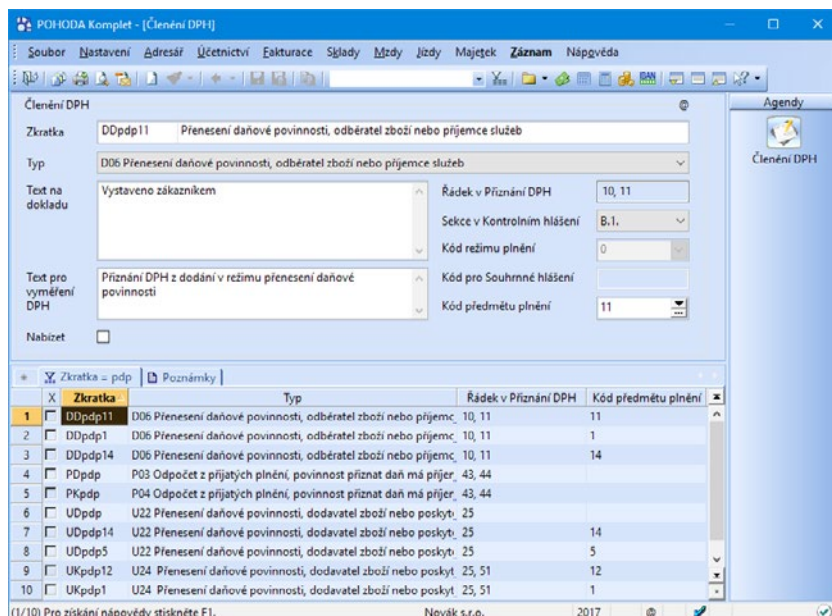 POHODA Komplet - [Členění DPH]
Soubor Nastavení Adresář Účetnictví Fakturace Sklady Mzdy Jízdy Majetek Záznam Nápověda
Členění DPH @ Agendy
Zkratka DDpdp11 Přenesení daňové povinnosti, odběratel zboží nebo příjemce služeb
Typ D06 Přenesení daňové povinnosti, odběratel zboží nebo příjemce služeb Členění DPH
Text na dokladu Vystaveno zákazníkem Řádek v Přiznání DPH 10, 11
Sekce v Kontrolním hlášení B.1.
Kód režimu plnění 0
Text pro vyměření DPH Přiznání DPH z dodání v režimu přenesení daňové povinnosti Kód pro Souhrnné hlášení
Kód předmětu plnění 11
Nabízet
Zkratka = pdp Poznámky
X Zkratka Typ Řádek v Přiznání DPH Kód předmětu plnění
1 DDpdp11 D06 Přenesení daňové povinnosti, odběratel zboží nebo příjemc 10, 11 11
2 DDpdp1 D06 Přenesení daňové povinnosti, odběratel zboží nebo příjemc 10, 11 1
3 DDpdp14 D06 Přenesení daňové povinnosti, odběratel zboží nebo příjemc 10, 11 14
4 PDpdp P03 Odpočet z přijatých plnění, povinnost přiznat daň má příjer 43, 44
5 PKpdp P04 Odpočet z přijatých plnění, povinnost přiznat daň má příjer 43, 44
6 UDpdp U22 Přenesení daňové povinnosti, dodavatel zboží nebo poskyt 25
7 UDpdp14 U22 Přenesení daňové povinnosti, dodavatel zboží nebo poskyt 25 14
8 UDpdp5 U22 Přenesení daňové povinnosti, dodavatel zboží nebo poskyt 25 5
9 UKpdp12 U24 Přenesení daňové povinnosti, dodavatel zboží nebo poskyt 25, 51 12
10 UKpdp1 U24 Přenesení daňové povinnosti, dodavatel zboží nebo poskyt 25, 51 1
(1/10) Pro získání nápovědy stiskněte F1. Novák s.r.o. 2017 @